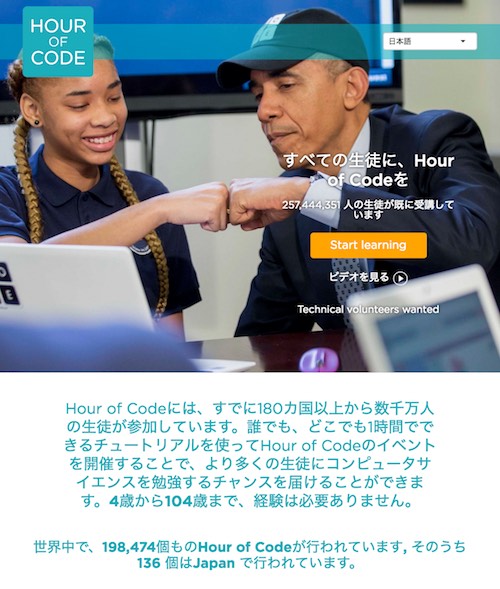 HOUR
OF
CODE
日本語
すべての生徒に、Hour
of Codeを
257,444,351 人の生徒が既に受講して
います
Start learning
ビデオを見る
Technical volunteers wanted
Hour of Codeには、すでに180カ国以上から数千万人
の生徒が参加しています。誰でも、どこでも1時間でで
きるチュートリアルを使ってHour of Codeのイベント
を開催することで、より多くの生徒にコンピュータサ
イエンスを勉強するチャンスを届けることができま
す。4歳から104歳まで、経験は必要ありません。
世界中で、198,474個ものHour of Codeが行われています, そのうち
136 個はJapan で行われています。